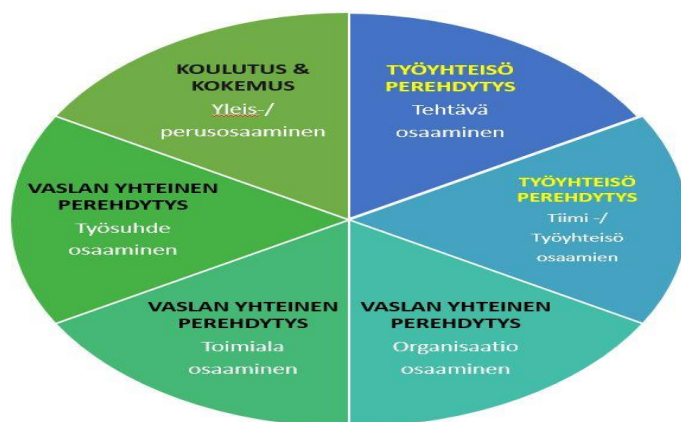 KOULUTUS &
KOKEMUS
Yleis-/
perusosaaminen
TYÖYHTEISÖ
PEREHDYTYS
Tehtävä
osaaminen
TYÖYHTEISÖ
PEREHDYTYS
Tiimi -/
Työyhteisö
osaamien
VASLAN YHTEINEN
PEREHDYTYS
Organisaatio
osaaminen
VASLAN YHTEINEN
PEREHDYTYS
Toimiala
osaaminen
VASLAN YHTEINEN
PEREHDYTYS
Työsuhde
osaaminen